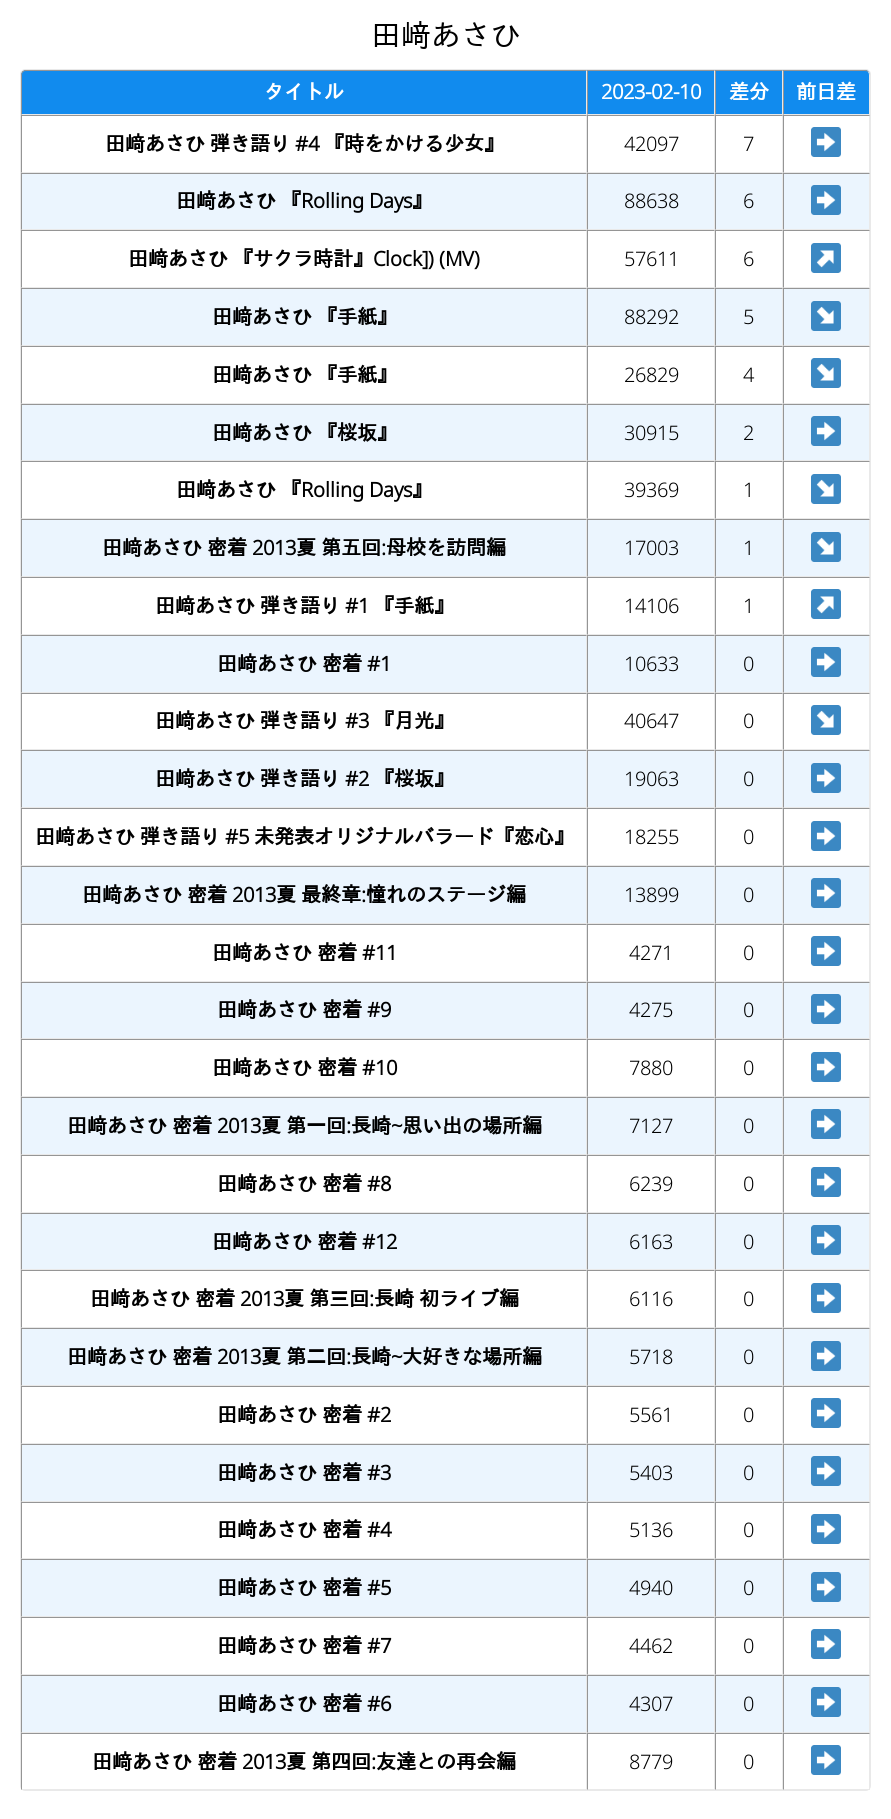 田﨑あさひ
タイトル 2023-02-10 差分 前日差
田﨑あさひ 弾き語り #4 『時をかける少女』 42097 7 ➡
田﨑あさひ 『Rolling Days』 88638 6 ➡
田﨑あさひ 『サクラ時計』Clock]) (MV) 57611 6 ↗
田﨑あさひ 『手紙』 88292 5 ↘
田﨑あさひ 『手紙』 26829 4 ↘
田﨑あさひ 『桜坂』 30915 2 ➡
田﨑あさひ 『Rolling Days』 39369 1 ↘
田﨑あさひ 密着 2013夏 第五回:母校を訪問編 17003 1 ↘
田﨑あさひ 弾き語り #1 『手紙』 14106 1 ↗
田﨑あさひ 密着 #1 10633 0 ➡
田﨑あさひ 弾き語り #3 『月光』 40647 0 ↘
田﨑あさひ 弾き語り #2 『桜坂』 19063 0 ➡
田﨑あさひ 弾き語り #5 未発表オリジナルバラード『恋心』 18255 0 ➡
田﨑あさひ 密着 2013夏 最終章:憧れのステージ編 13899 0 ➡
田﨑あさひ 密着 #11 4271 0 ➡
田﨑あさひ 密着 #9 4275 0 ➡
田﨑あさひ 密着 #10 7880 0 ➡
田﨑あさひ 密着 2013夏 第一回:長崎~思い出の場所編 7127 0 ➡
田﨑あさひ 密着 #8 6239 0 ➡
田﨑あさひ 密着 #12 6163 0 ➡
田﨑あさひ 密着 2013夏 第三回:長崎 初ライブ編 6116 0 ➡
田﨑あさひ 密着 2013夏 第二回:長崎~大好きな場所編 5718 0 ➡
田﨑あさひ 密着 #2 5561 0 ➡
田﨑あさひ 密着 #3 5403 0 ➡
田﨑あさひ 密着 #4 5136 0 ➡
田﨑あさひ 密着 #5 4940 0 ➡
田﨑あさひ 密着 #7 4462 0 ➡
田﨑あさひ 密着 #6 4307 0 ➡
田﨑あさひ 密着 2013夏 第四回:友達との再会編 8779 0 ➡